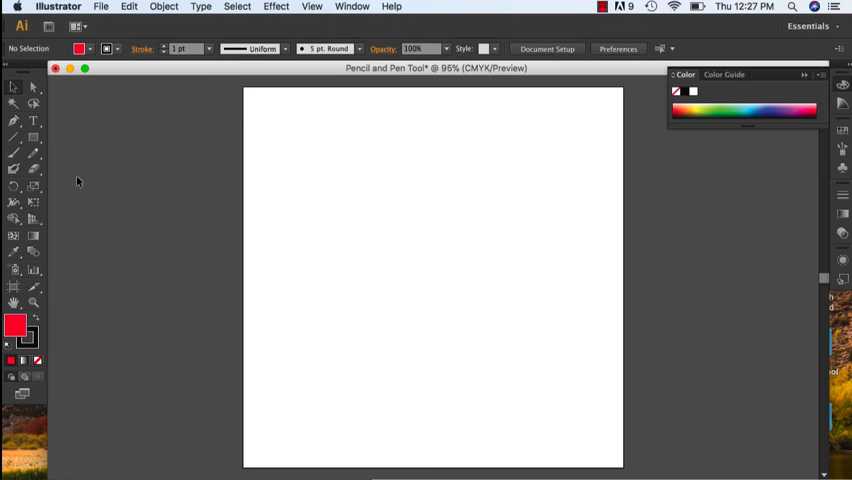 Illustrator File Edit Object Type Select Effect View Window Help 9 Thu 12:27 PM
Ai Essentials
No Selection Stroke: 1 pt Uniform 5 pt. Round Opacity: 100% Style: Document Setup Preferences
Pencil and Pen Tool* @ 95% (CMYK/Preview)
Color Color Guide
T